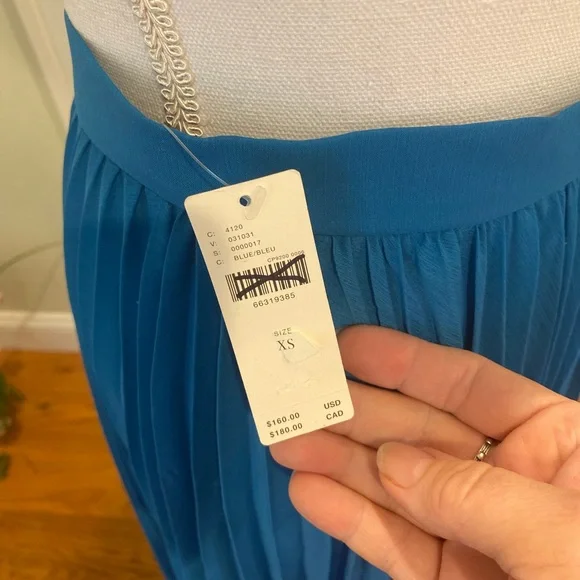 C: 4120
V: 031031
S: 0000017
C: BLUE/BLEU
66319385
SIZE
XS
$160.00 USD
$180.00 CAD